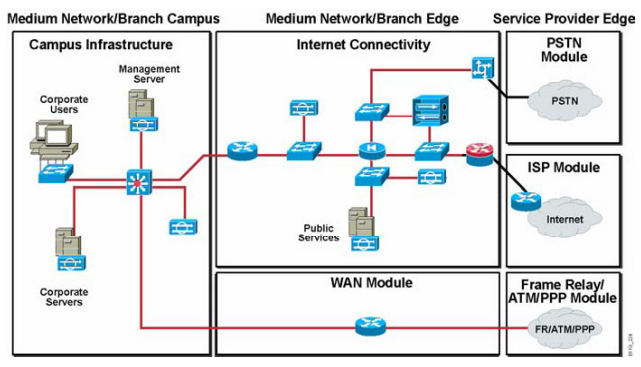 Medium Network/Branch Campus
Medium Network/Branch Edge
Service Provider Edge
Campus Infrastructure
Management
Server
Corporate
Users
Corporate
Servers
Internet Connectivity
Public
Services
WAN Module
PSTN
Module
PSTN
ISP Module
Internet
Frame Relay/
ATM/PPP Module
FR/ATM/PPP